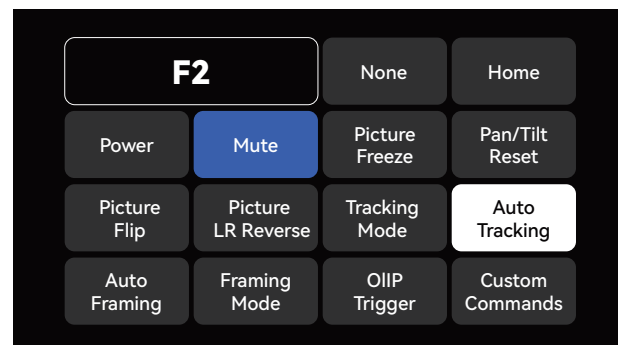 F2
None
Home
Power
Mute
Picture
Freeze
Pan/Tilt
Reset
Picture
Flip
Picture
LR Reverse
Tracking
Mode
Auto
Tracking
Auto
Framing
Framing
Mode
OIIP
Trigger
Custom
Commands